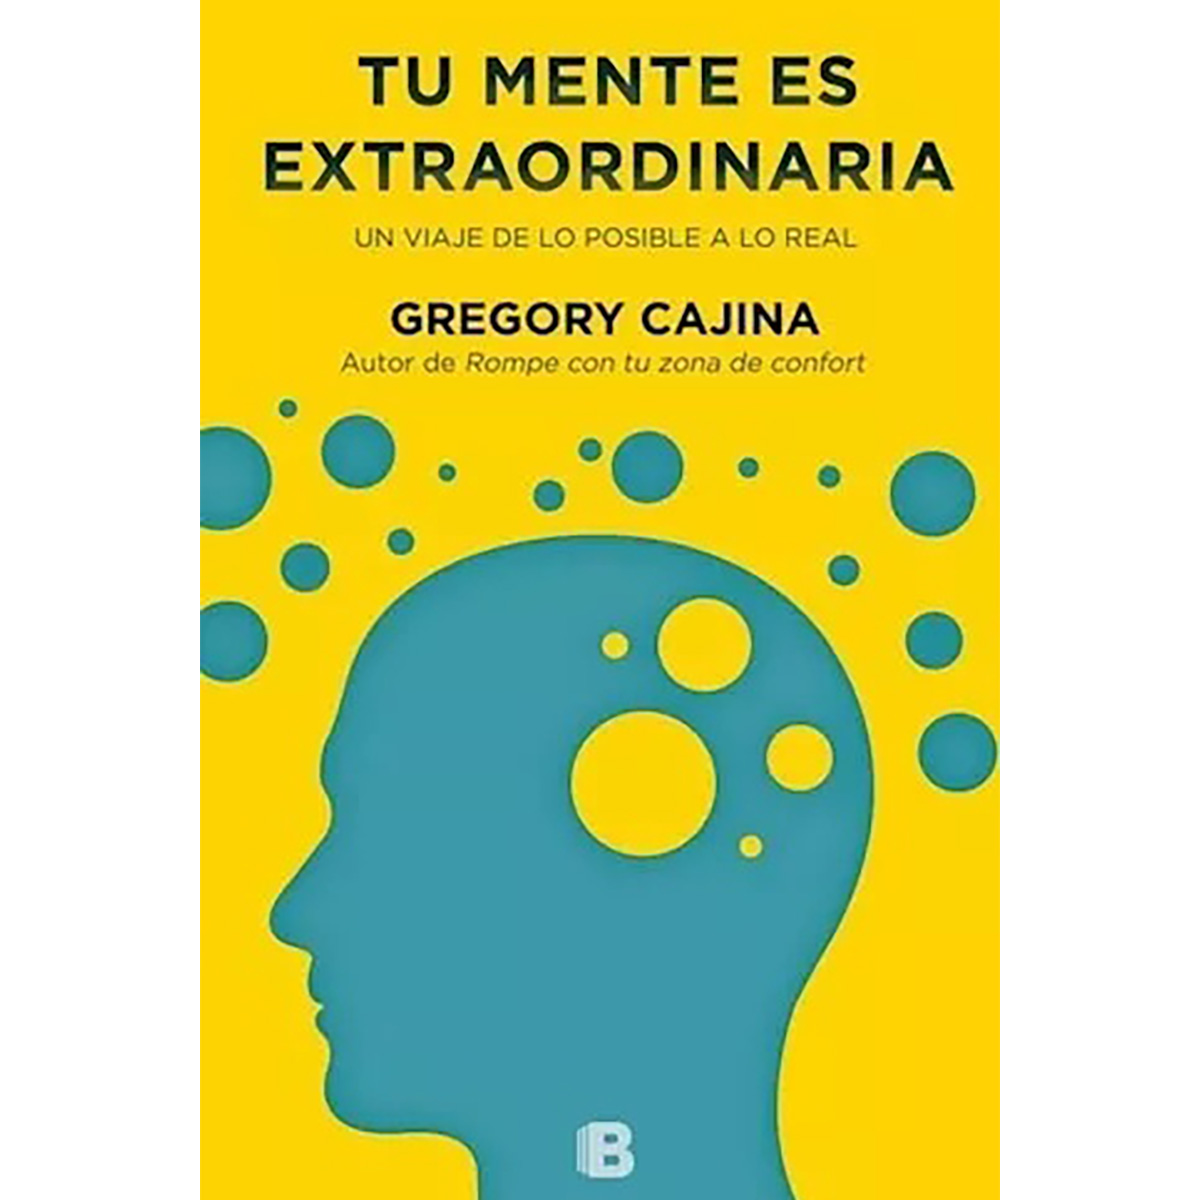 TU MENTE ES
EXTRAORDINARIA
UN VIAJE DE LO POSIBLE A LO REAL
GREGORY CAJINA
Autor de Rompe con tu zona de confort
B